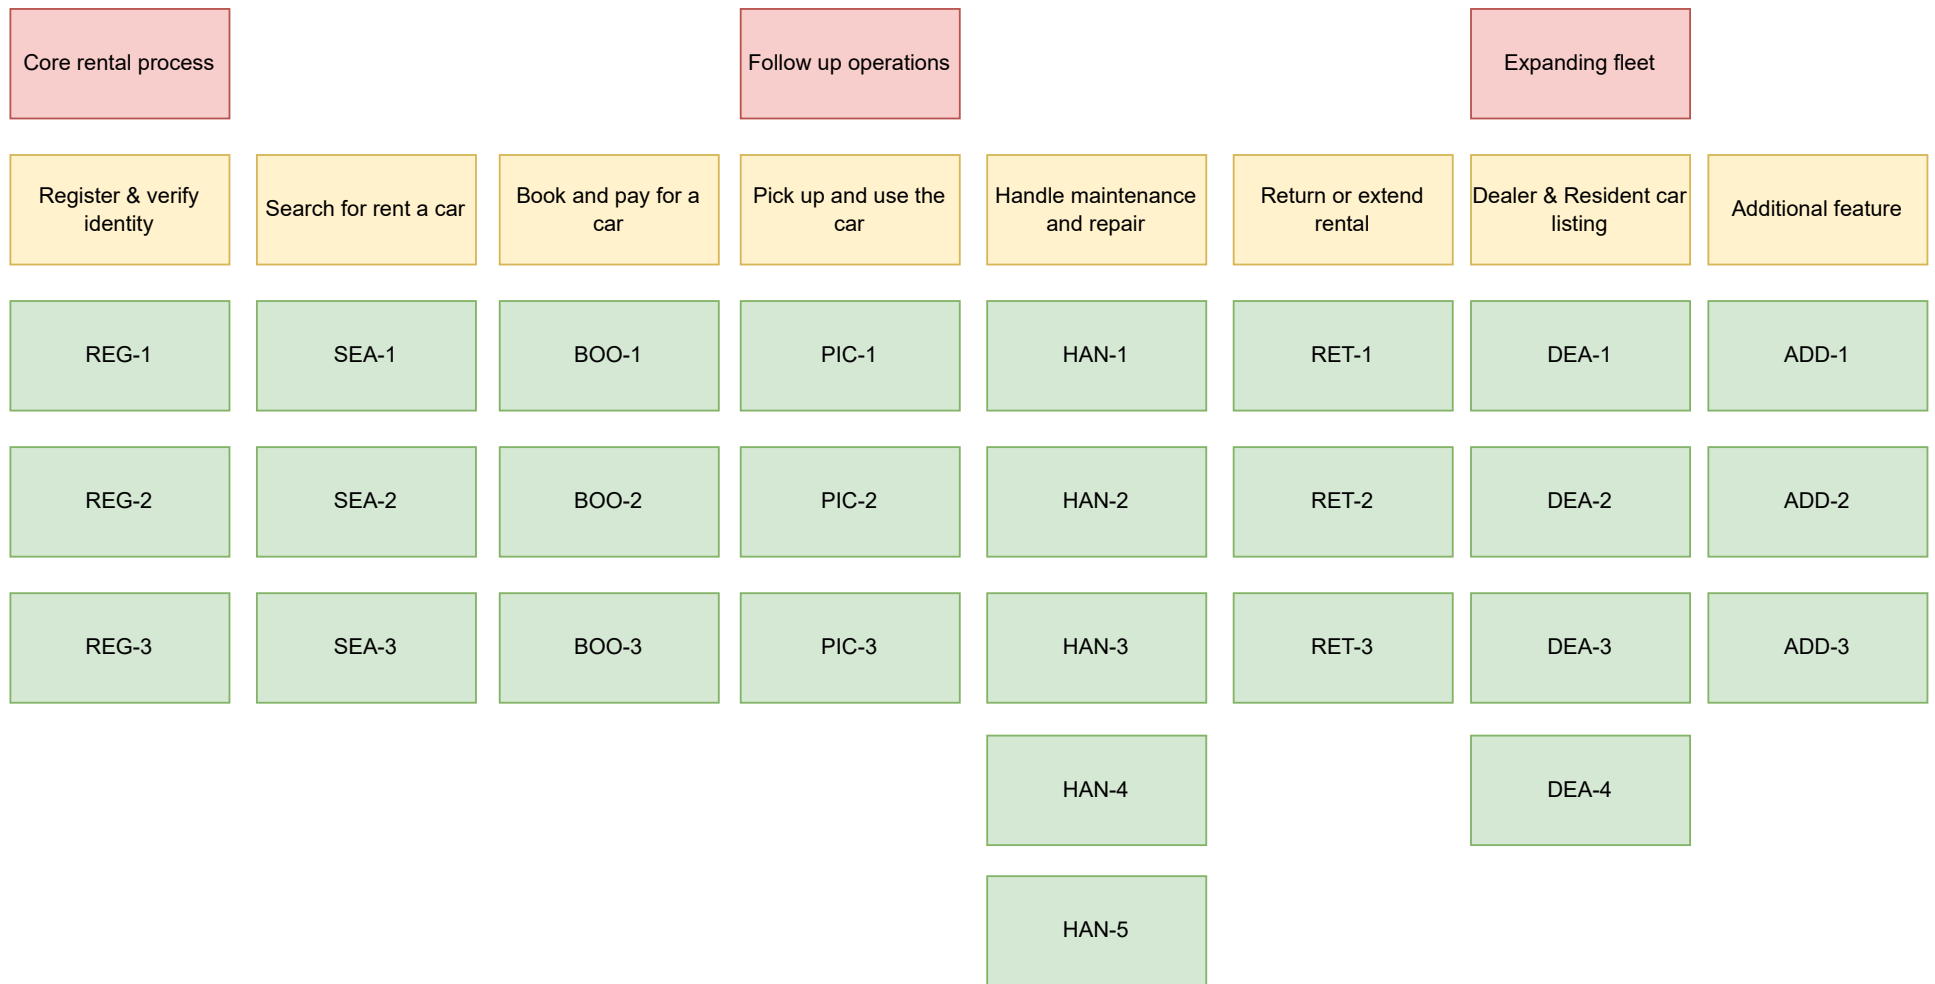 Core rental process
Follow up operations
Expanding fleet
Register & verify
identity
Search for rent a car
Book and pay for a
car
Pick up and use the
car
Handle maintenance
and repair
Return or extend
rental
Dealer & Resident car
listing
Additional feature
REG-1
SEA-1
BOO-1
PIC-1
HAN-1
RET-1
DEA-1
ADD-1
REG-2
SEA-2
BOO-2
PIC-2
HAN-2
RET-2
DEA-2
ADD-2
REG-3
SEA-3
BOO-3
PIC-3
HAN-3
RET-3
DEA-3
ADD-3
HAN-4
DEA-4
HAN-5